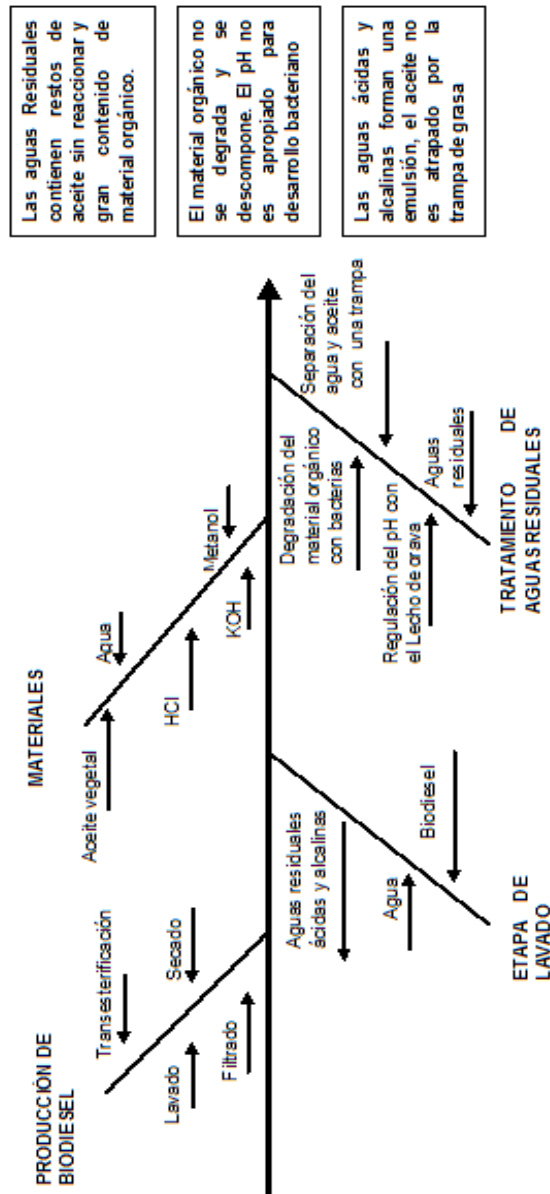 PRODUCCIÓN DE
BIODIESEL
Transesterificación
Lavado
Secado
Filtrado
MATERIALES
Aceite vegetal
Agua
HCl
Metanol
KOH
ETAPA DE
LAVADO
Aguas residuales
ácidas y alcalinas
Agua
Biodiesel
TRATAMIENTO DE
AGUAS RESIDUALES
Degradación del
material orgánico
con bacterias
Separación del
agua y aceite
con una trampa
Regulación del pH con
el Lecho de grava
Aguas
residuales
Las aguas Residuales
contienen restos de
aceite sin reaccionar y
gran contenido de
material orgánico.
El material orgánico no
se degrada y se
descompone. El pH no
es apropiado para
desarrollo bacteriano
Las aguas ácidas y
alcalinas forman una
emulsión, el aceite no
es atrapado por la
trampa de grasa